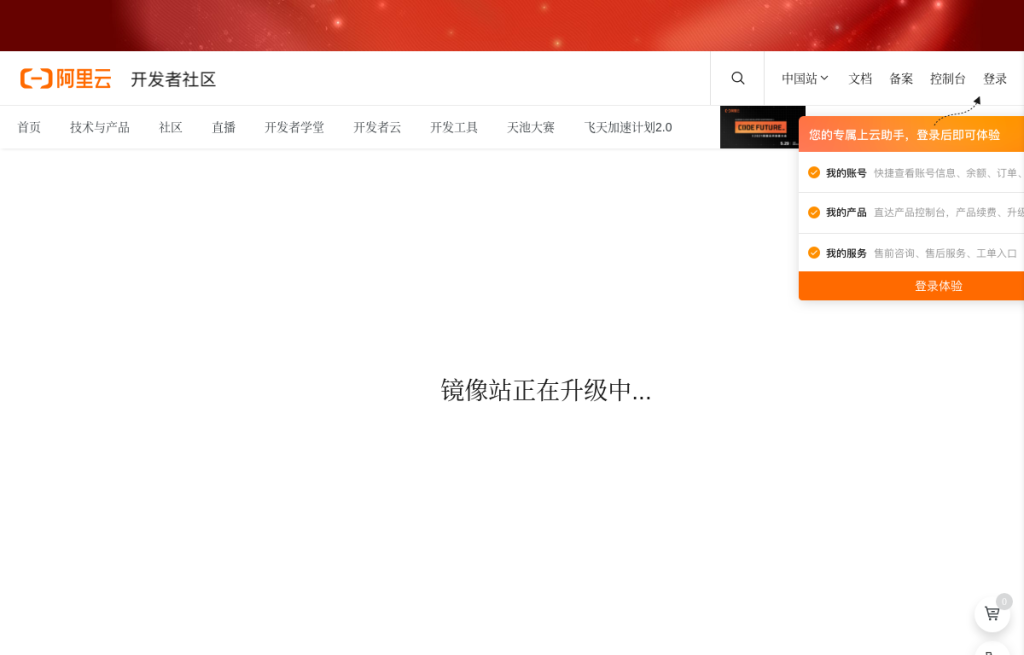 阿里云 开发者社区
中国站 文档 备案 控制台 登录
首页 技术与产品 社区 直播 开发者学堂 开发者云 开发工具 天池大赛 飞天加速计划2.0
您的专属上云助手，登录后即可体验
我的账号 快捷查看账号信息、余额、订单、
我的产品 直达产品控制台，产品续费、升级
我的服务 售前咨询、售后服务、工单入口
登录体验
镜像站正在升级中...
0